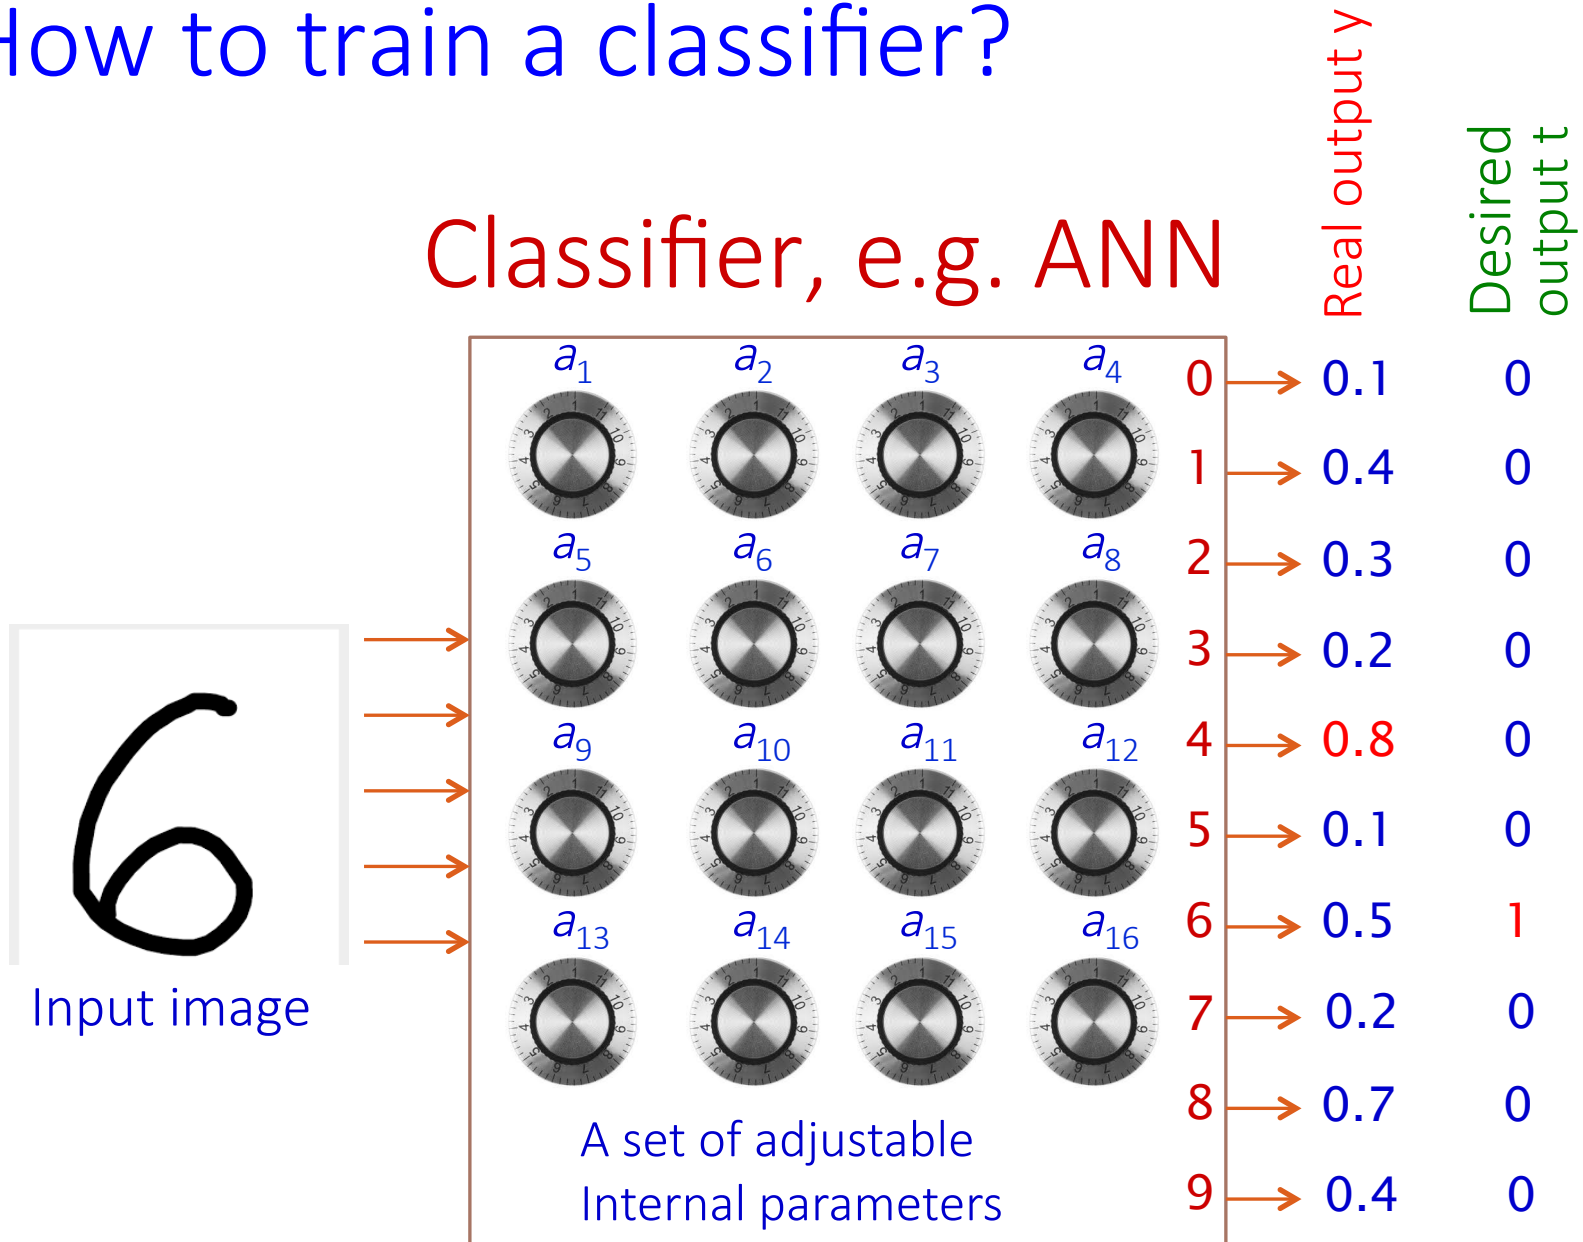 How to train a classifier?
Real output y
Desired
output t
Classifier, e.g. ANN
a1 a2 a3 a4
a5 a6 a7 a8
a9 a10 a11 a12
a13 a14 a15 a16
0 0.1 0
1 0.4 0
2 0.3 0
3 0.2 0
4 0.8 0
5 0.1 0
6 0.5 1
7 0.2 0
8 0.7 0
9 0.4 0
6
Input image
A set of adjustable
Internal parameters